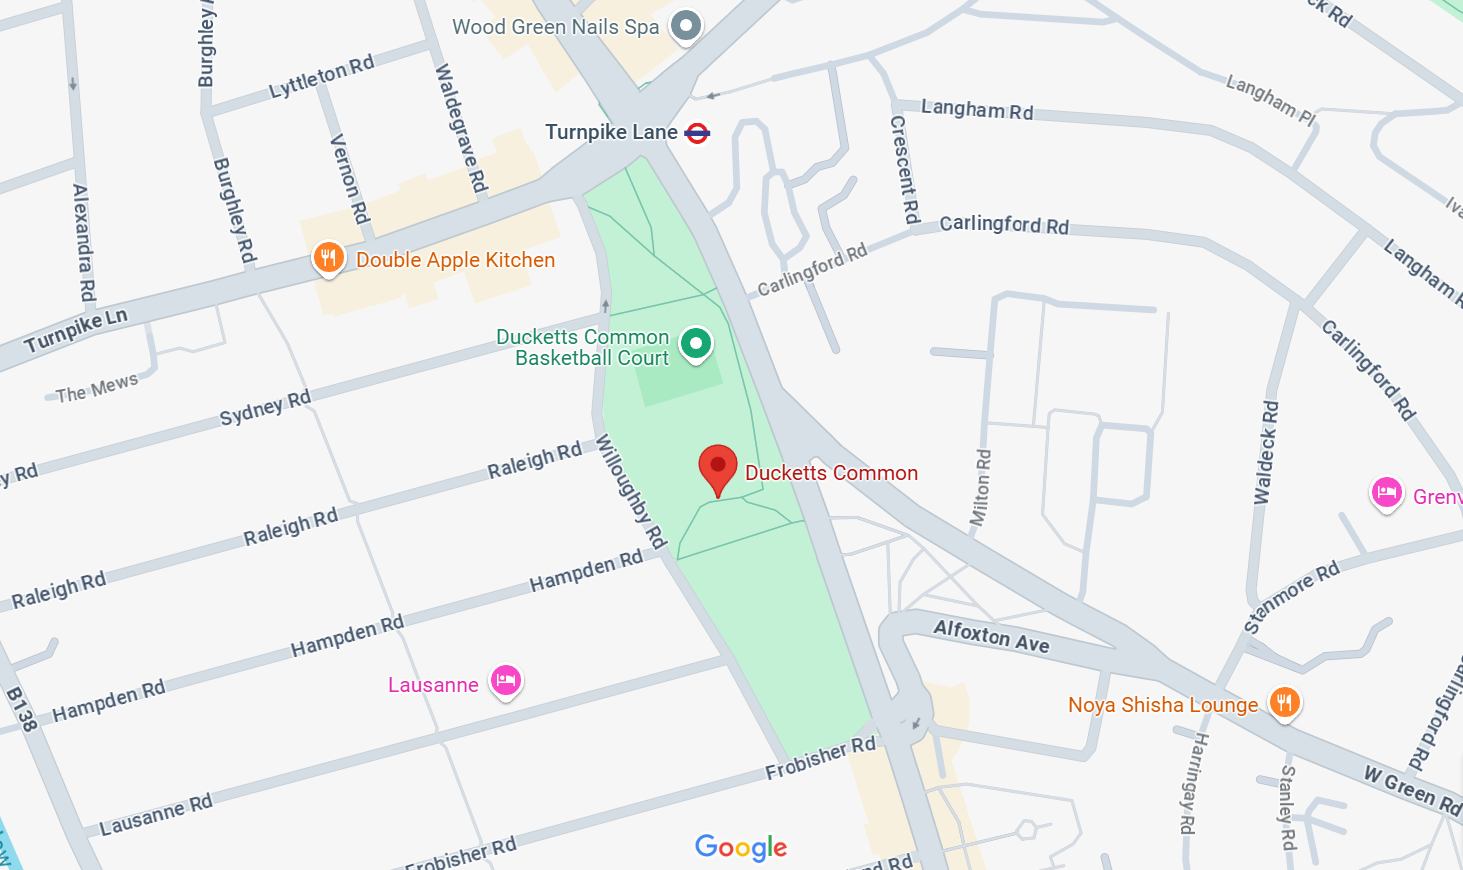 ck Rd
Wood Green Nails Spa
Burghley
Lyttleton Rd
Waldegrave Rd
Langham Pl
Langham Rd
Turnpike Lane
Vernon Rd
Crescent Rd
Burghley Rd
Alexandra Rd
Carlingford Rd
Iva
Langham R
Double Apple Kitchen
Carlingford Rd
Turnpike Ln
Ducketts Common
Basketball Court
Carlingford Rd
The Mews
Sydney Rd
Waldeck Rd
y Rd
Raleigh Rd
Willoughby Rd
Ducketts Common
Milton Rd
Grenv
Raleigh Rd
Raleigh Rd
Hampden Rd
Stanmore Rd
Hampden Rd
Alfoxton Ave
Hampden Rd
Lausanne
B138
Noya Shisha Lounge
arlingford Rd
Harringay Rd
Frobisher Rd
Stanley Rd
W Green Rd
Lausanne Rd
Frobisher Rd
Google
nd Rd